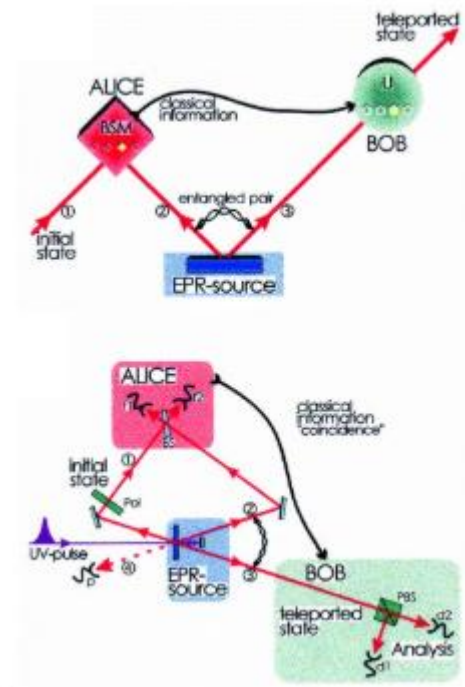 teleported
state
ALICE
classical
information
U
BSM
BOB
①
②
entangled pair
③
initial
state
EPR-source
ALICE
f1
f2
BS
classical
information
"coincidence"
initial
state
①
Pol
②
UV-pulse
④
p
EPR-
source
③
BOB
teleported
state
PBS
d2
Analysis
d1